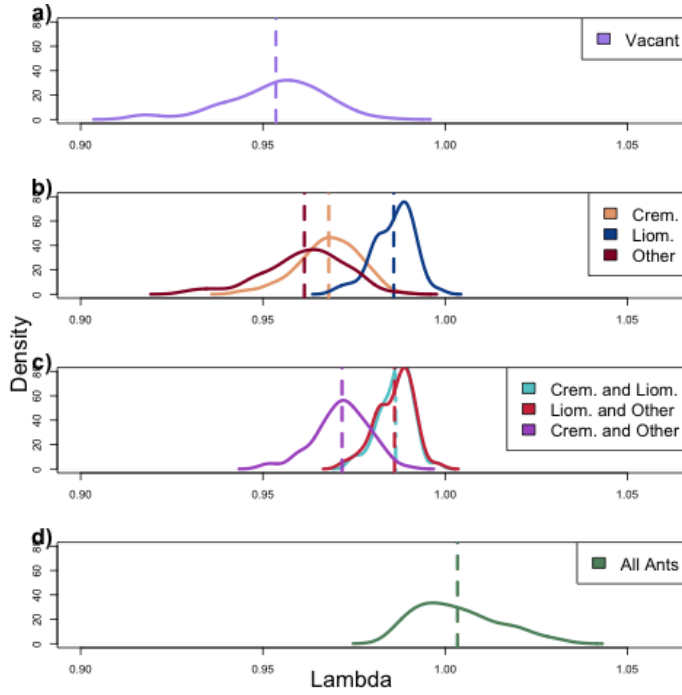 a)
80
60
40
20
0
Vacant
0.90 0.95 1.00 1.05
b)
80
60
40
20
0
Crem.
Liom.
Other
0.90 0.95 1.00 1.05
Density
c)
80
60
40
20
0
Crem. and Liom.
Liom. and Other
Crem. and Other
0.90 0.95 1.00 1.05
d)
80
60
40
20
0
All Ants
0.90 0.95 1.00 1.05
Lambda